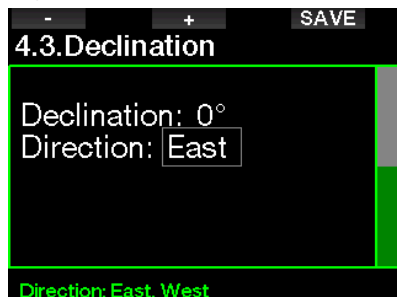 - + SAVE
4.3.Declination
Declination: 0°
Direction: East
Direction: East, West